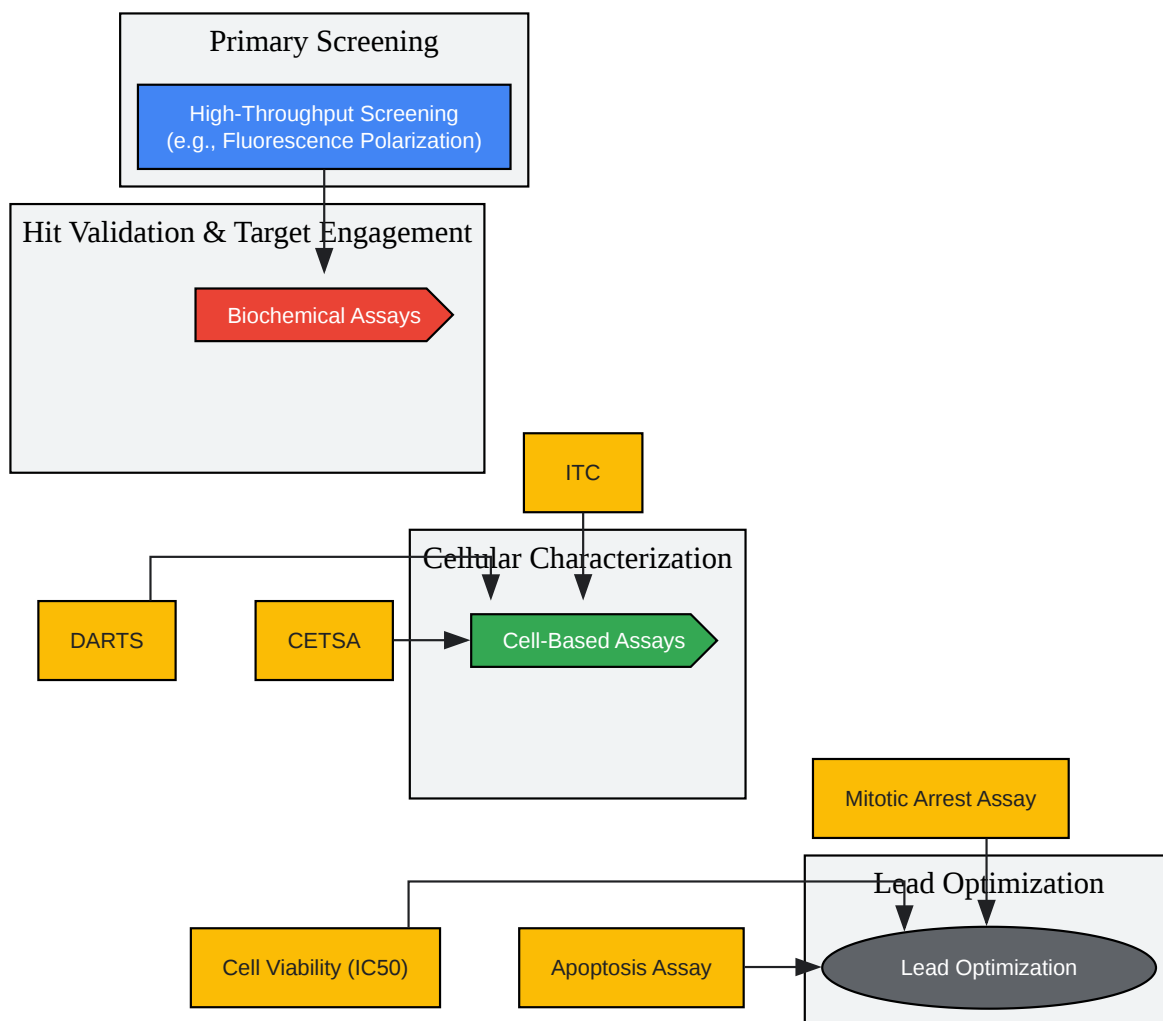 Primary Screening
High-Throughput Screening
(e.g., Fluorescence Polarization)
Hit Validation & Target Engagement
Biochemical Assays
ITC
Cellular Characterization
DARTS
CETSA
Cell-Based Assays
Mitotic Arrest Assay
Lead Optimization
Cell Viability (IC50)
Apoptosis Assay
Lead Optimization